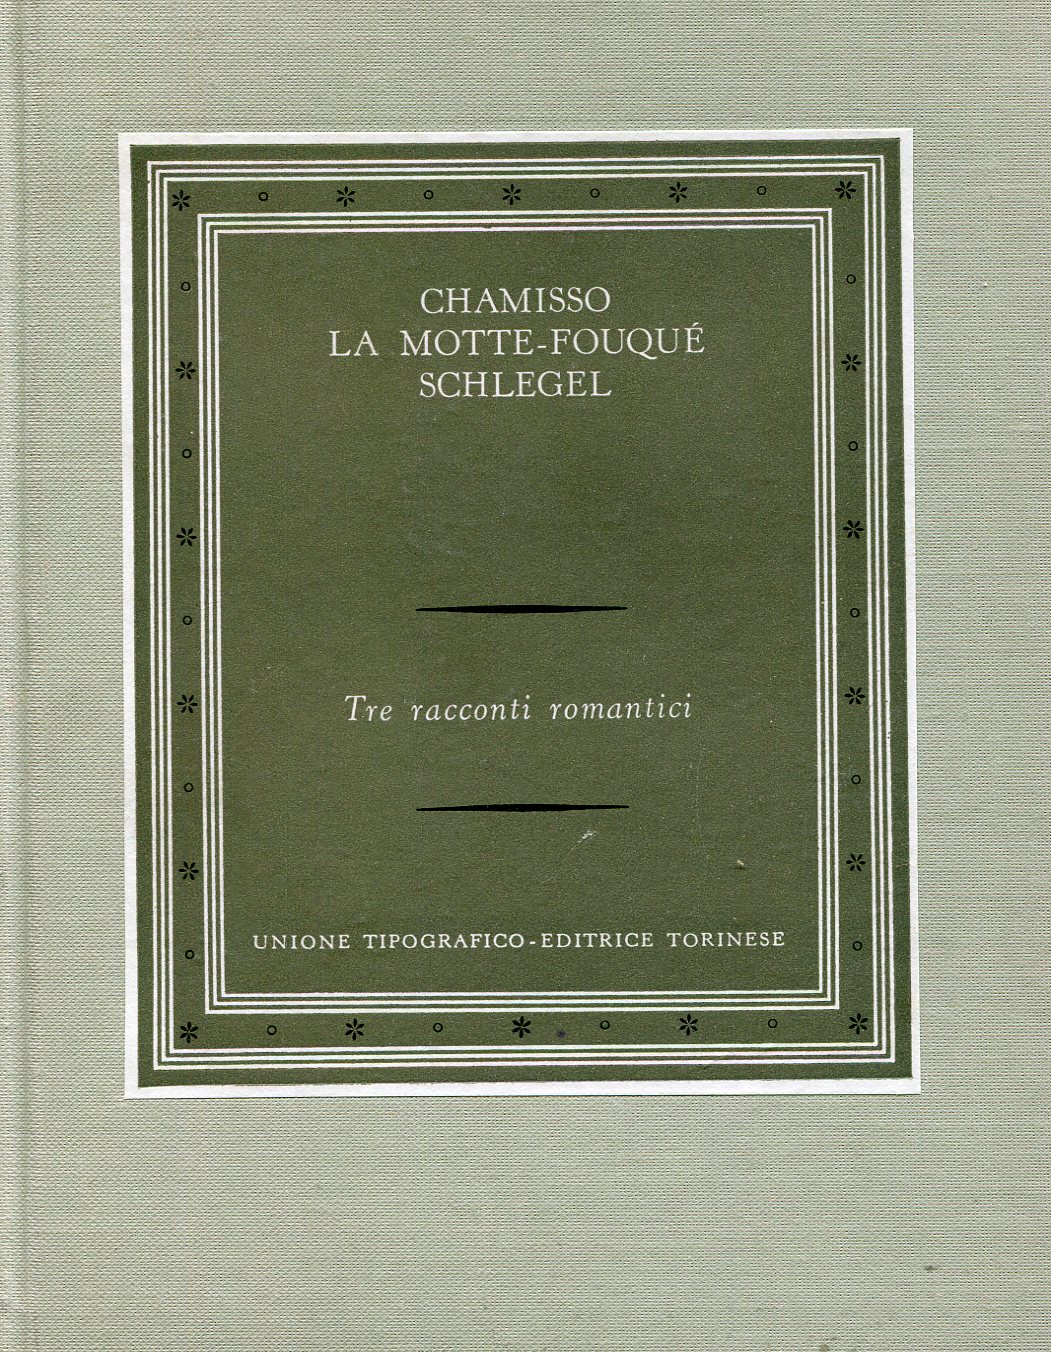 CHAMISSO
LA MOTTE-FOUQUÉ
SCHLEGEL
Tre racconti romantici
UNIONE TIPOGRAFICO-EDITRICE TORINESE